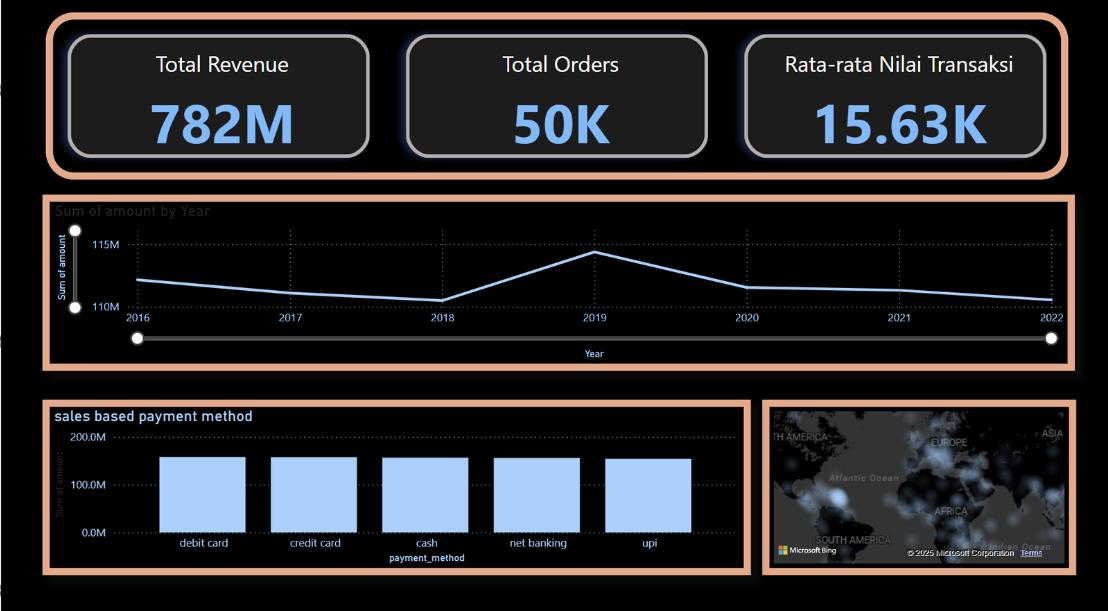 Total Revenue
782M
Total Orders
50K
Rata-rata Nilai Transaksi
15.63K
Sum of amount by Year
Sum of amount
115M
110M
2016
2017
2018
2019
2020
2021
2022
Year
sales based payment method
Sum of amount
200.0M
100.0M
0.0M
debit card
credit card
cash
net banking
upi
payment_method
TH AMERICA
EUROPE
ASIA
Atlantic Ocean
AFRICA
SOUTH AMERICA
Indian Ocean
Microsoft Bing
© 2025 Microsoft Corporation
Terms